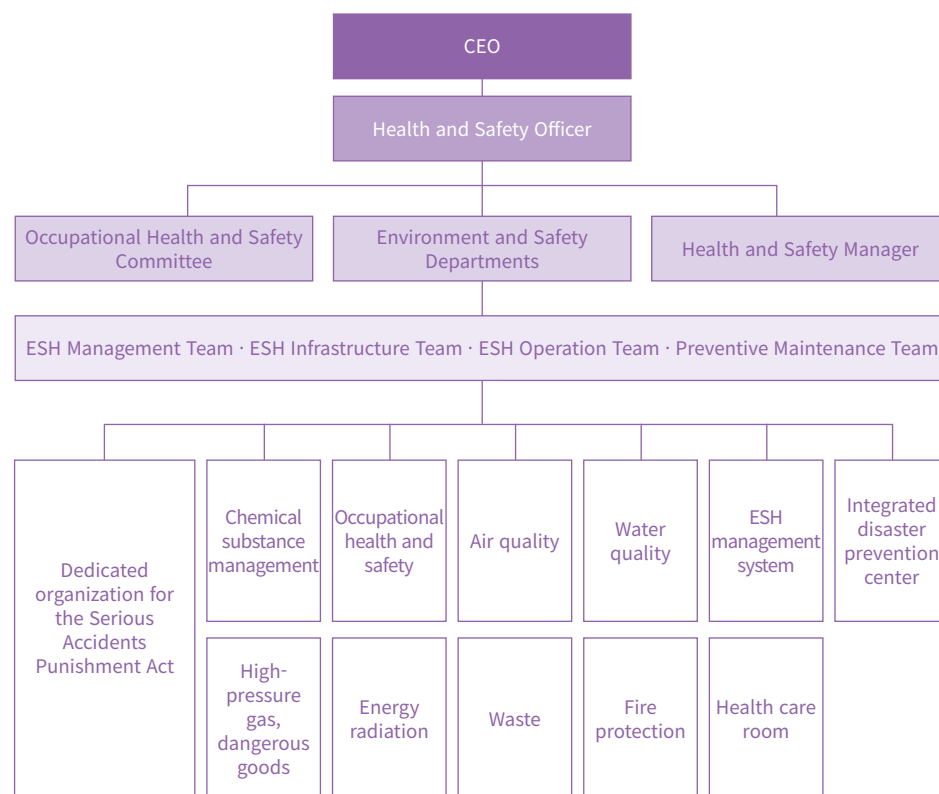 CEO
Health and Safety Officer
Occupational Health and Safety
Committee
Environment and Safety
Departments
Health and Safety Manager
ESH Management Team · ESH Infrastructure Team · ESH Operation Team · Preventive Maintenance Team
Dedicated
organization for
the Serious
Accidents
Punishment Act
Chemical
substance
management
Occupational
health and
safety
Air quality
Water
quality
ESH
management
system
Integrated
disaster
prevention
center
High-
pressure
gas,
dangerous
goods
Energy
radiation
Waste
Fire
protection
Health care
room